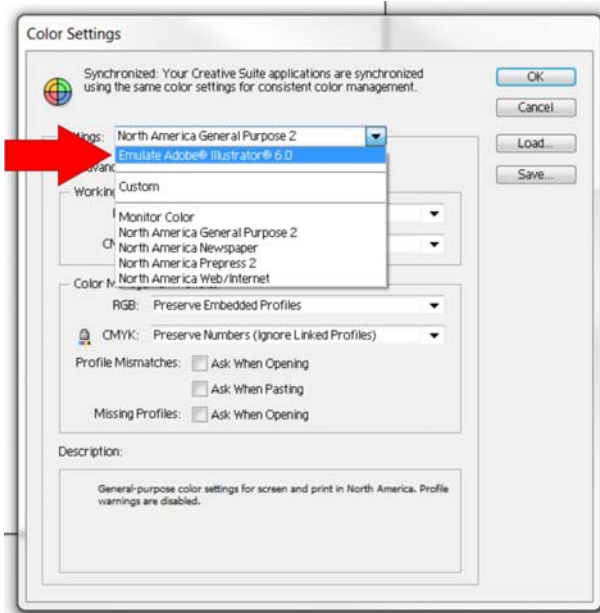 Color Settings
Synchronized: Your Creative Suite applications are synchronized
using the same color settings for consistent color management.
OK
Cancel
Load...
Save...
North America General Purpose 2
Emulate Adobe® Illustrator® 6.0
Custom
Monitor Color
North America General Purpose 2
North America Newspaper
North America Prepress 2
North America Web/Internet
RGB: Preserve Embedded Profiles
CMYK: Preserve Numbers (Ignore Linked Profiles)
Profile Mismatches: Ask When Opening
Ask When Pasting
Missing Profiles: Ask When Opening
Description:
General-purpose color settings for screen and print in North America. Profile
warnings are disabled.